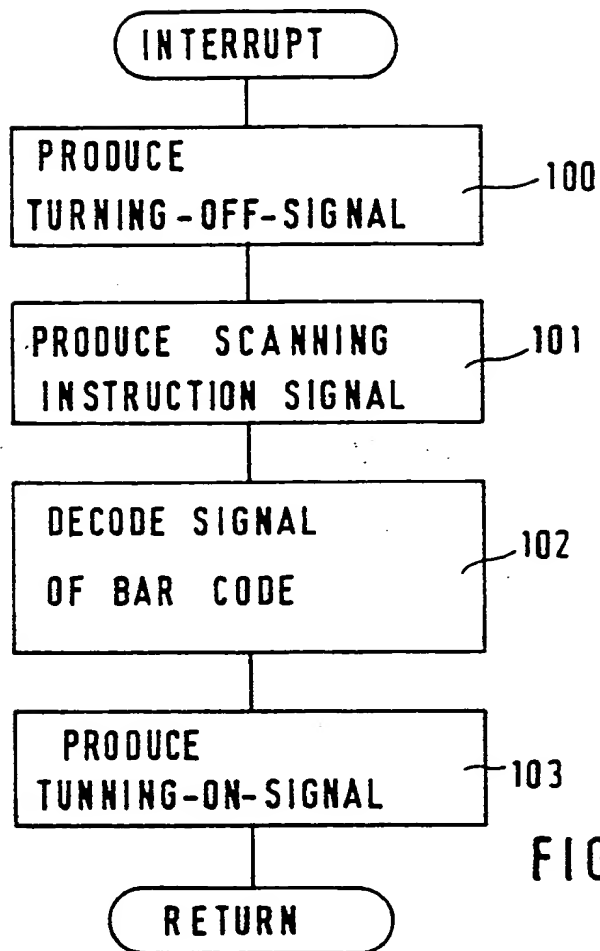 INTERRUPT
PRODUCE
TURNING-OFF-SIGNAL
100
PRODUCE SCANNING
INSTRUCTION SIGNAL
101
DECODE SIGNAL
OF BAR CODE
102
PRODUCE
TUNNING-ON-SIGNAL
103
FIG
RETURN